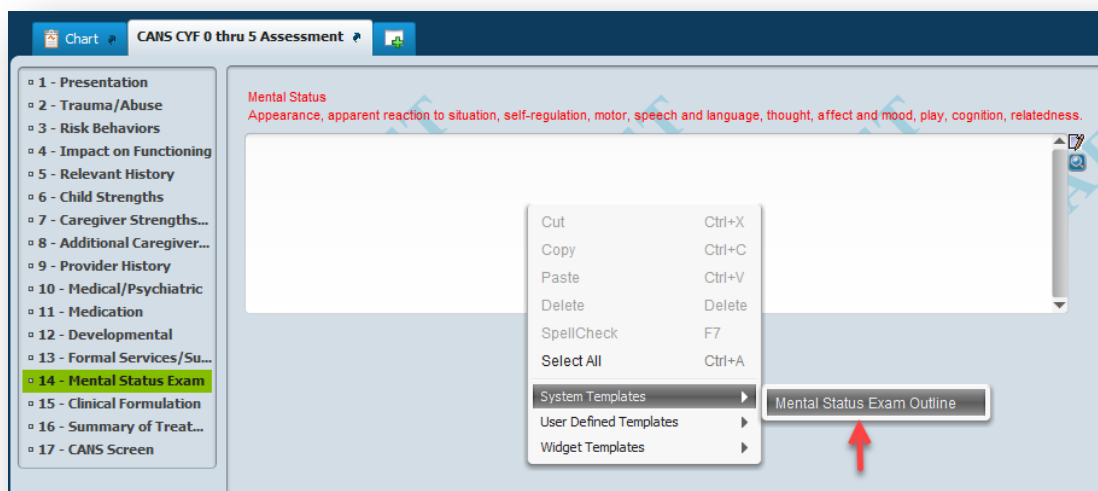 Chart
CANS CYF 0 thru 5 Assessment
1 - Presentation
2 - Trauma/Abuse
3 - Risk Behaviors
4 - Impact on Functioning
5 - Relevant History
6 - Child Strengths
7 - Caregiver Strengths...
8 - Additional Caregiver...
9 - Provider History
10 - Medical/Psychiatric
11 - Medication
12 - Developmental
13 - Formal Services/Su...
14 - Mental Status Exam
15 - Clinical Formulation
16 - Summary of Treat...
17 - CANS Screen
Mental Status
Appearance, apparent reaction to situation, self-regulation, motor, speech and language, thought, affect and mood, play, cognition, relatedness.
Cut Ctrl+X
Copy Ctrl+C
Paste Ctrl+V
Delete Delete
SpellCheck F7
Select All Ctrl+A
System Templates
User Defined Templates
Widget Templates
Mental Status Exam Outline